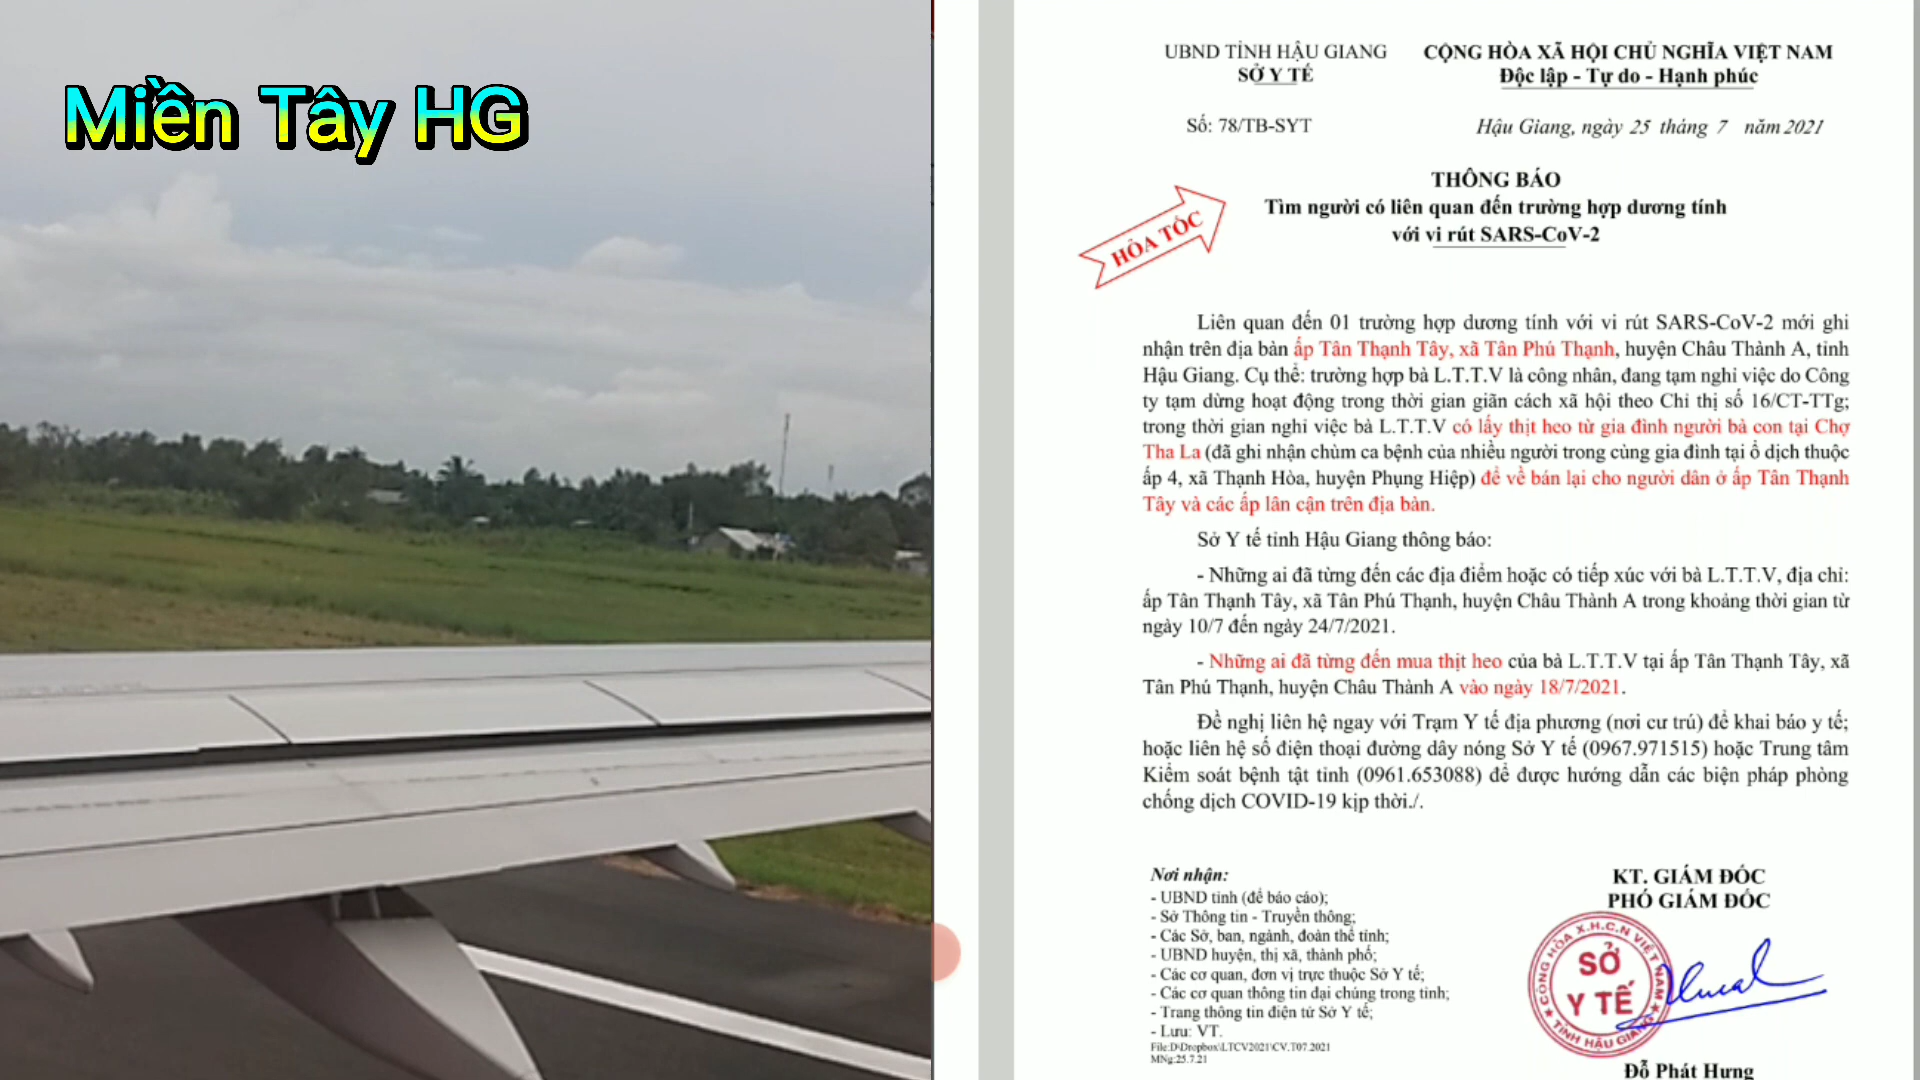 Miền Tây HG
UBND TỈNH HẬU GIANG
SỞ Y TẾ
Số: 78/TB-SYT
CỘNG HÒA XÃ HỘI CHỦ NGHĨA VIỆT NAM
Độc lập - Tự do - Hạnh phúc
Hậu Giang, ngày 25 tháng 7 năm 2021
HỎA TỐC
THÔNG BÁO
Tìm người có liên quan đến trường hợp dương tính
với vi rút SARS-CoV-2
Liên quan đến 01 trường hợp dương tính với vi rút SARS-CoV-2 mới ghi
nhận trên địa bàn ấp Tân Thạnh Tây, xã Tân Phú Thạnh, huyện Châu Thành A, tỉnh
Hậu Giang. Cụ thể: trường hợp bà L.T.T.V là công nhân, đang tạm nghỉ việc do Công
ty tạm dừng hoạt động trong thời gian giãn cách xã hội theo Chỉ thị số 16/CT-TTg;
trong thời gian nghỉ việc bà L.T.T.V có lấy thịt heo từ gia đình người bà con tại Chợ
Tha La (đã ghi nhận chùm ca bệnh của nhiều người trong cùng gia đình tại ổ dịch thuộc
ấp 4, xã Thạnh Hòa, huyện Phụng Hiệp) để về bán lại cho người dân ở ấp Tân Thạnh
Tây và các ấp lân cận trên địa bàn.
Sở Y tế tỉnh Hậu Giang thông báo:
- Những ai đã từng đến các địa điểm hoặc có tiếp xúc với bà L.T.T.V, địa chỉ:
ấp Tân Thạnh Tây, xã Tân Phú Thạnh, huyện Châu Thành A trong khoảng thời gian từ
ngày 10/7 đến ngày 24/7/2021.
- Những ai đã từng đến mua thịt heo của bà L.T.T.V tại ấp Tân Thạnh Tây, xã
Tân Phú Thạnh, huyện Châu Thành A vào ngày 18/7/2021.
Đề nghị liên hệ ngay với Trạm Y tế địa phương (nơi cư trú) để khai báo y tế;
hoặc liên hệ số điện thoại đường dây nóng Sở Y tế (0967.971515) hoặc Trung tâm
Kiểm soát bệnh tật tỉnh (0961.653088) để được hướng dẫn các biện pháp phòng
chống dịch COVID-19 kịp thời./.
Nơi nhận:
- UBND tỉnh (để báo cáo);
- Sở Thông tin - Truyền thông;
- Các Sở, ban, ngành, đoàn thể tỉnh;
- UBND huyện, thị xã, thành phố;
- Các cơ quan, đơn vị trực thuộc Sở Y tế;
- Các cơ quan thông tin đại chúng trong tỉnh;
- Trang thông tin điện tử Sở Y tế;
- Lưu: VT.
File:D\Dropbox\LTCV2021\CV.T07.2021
MNg:25.7.21
KT. GIÁM ĐỐC
PHÓ GIÁM ĐỐC
CỘNG HÒA X.H.C.N VIỆT NAM
SỞ
Y TẾ
TỈNH HẬU GIANG
Đỗ Phát Hưng